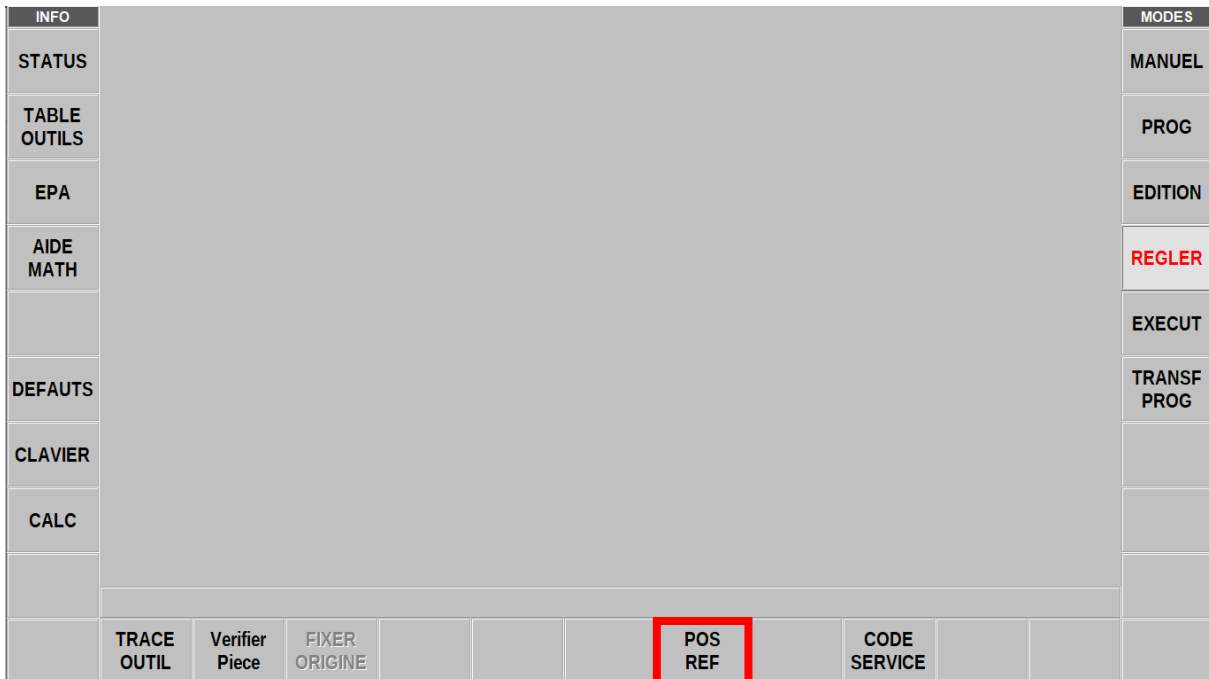 INFO
STATUS
TABLE
OUTILS
EPA
AIDE
MATH
DEFAUTS
CLAVIER
CALC
MODES
MANUEL
PROG
EDITION
REGLER
EXECUT
TRANSF
PROG
TRACE
OUTIL
Verifier
Piece
FIXER
ORIGINE
POS
REF
CODE
SERVICE